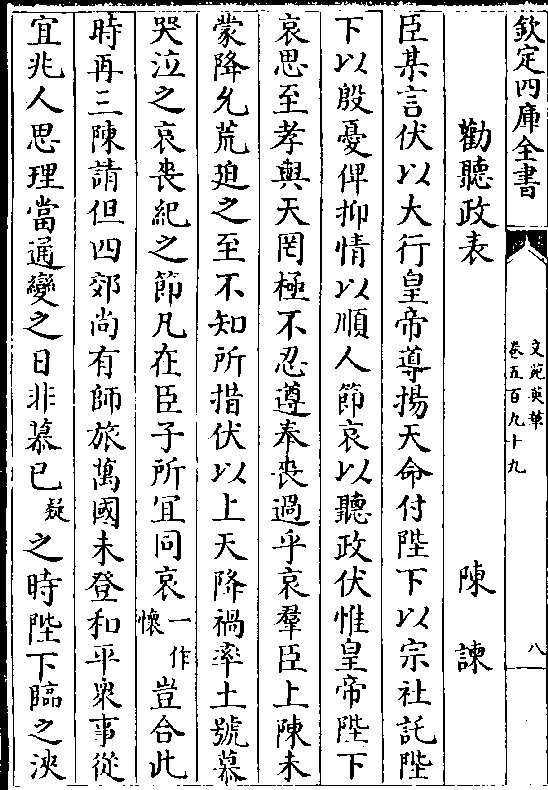 欽定四庫全書
文苑英華
卷五百九十九
八
勸聽政表 陳諫
臣某言伏以大行皇帝導揚天命付陛下以宗社託陛
下以殷憂俾抑情以順人節哀以聽政伏惟皇帝陛下
哀思至孝與天罔極不忍遵奉喪過乎哀羣臣上陳未
蒙降允荒廹之至不知所措伏以上天降禍率土號慕
哭泣之哀喪紀之節凡在臣子所宜同哀一作懷豈合此
時再三陳請但四郊尚有師旅萬國未登和平衆事從
宜兆人思理當通變之日非慕已疑之時陛下臨之浹